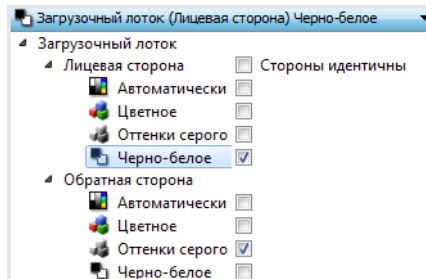 Загрузочный лоток (Лицевая сторона) Черно-белое
Загрузочный лоток
Лицевая сторона Стороны идентичны
Автоматически
Цветное
Оттенки серого
Черно-белое
Обратная сторона
Автоматически
Цветное
Оттенки серого
Черно-белое